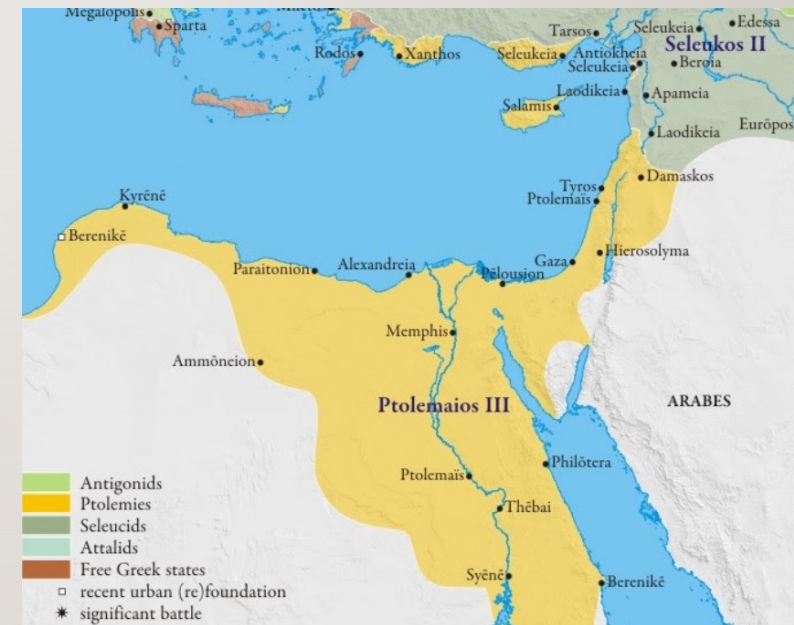 Megalopolis
Sparta
Rodos
Xanthos
Tarsos
Seleukeia
Edessa
Seleukos II
Seleukeia
Antiokheia
Seleukeia
Beroia
Laodikeia
Apameia
Salamis
Laodikeia
Eurōpos
Damaskos
Tyros
Ptolemaïs
Kyrēnē
Berenikē
Hierosolyma
Gaza
Paraitonion
Alexandreia
Pēlousion
Memphis
Ammōneion
ARABES
Ptolemaios III
Philōtera
Ptolemaïs
Thēbai
Syēnē
Berenikē
Antigonids
Ptolemies
Seleucids
Attalids
Free Greek states
recent urban (re)foundation
significant battle